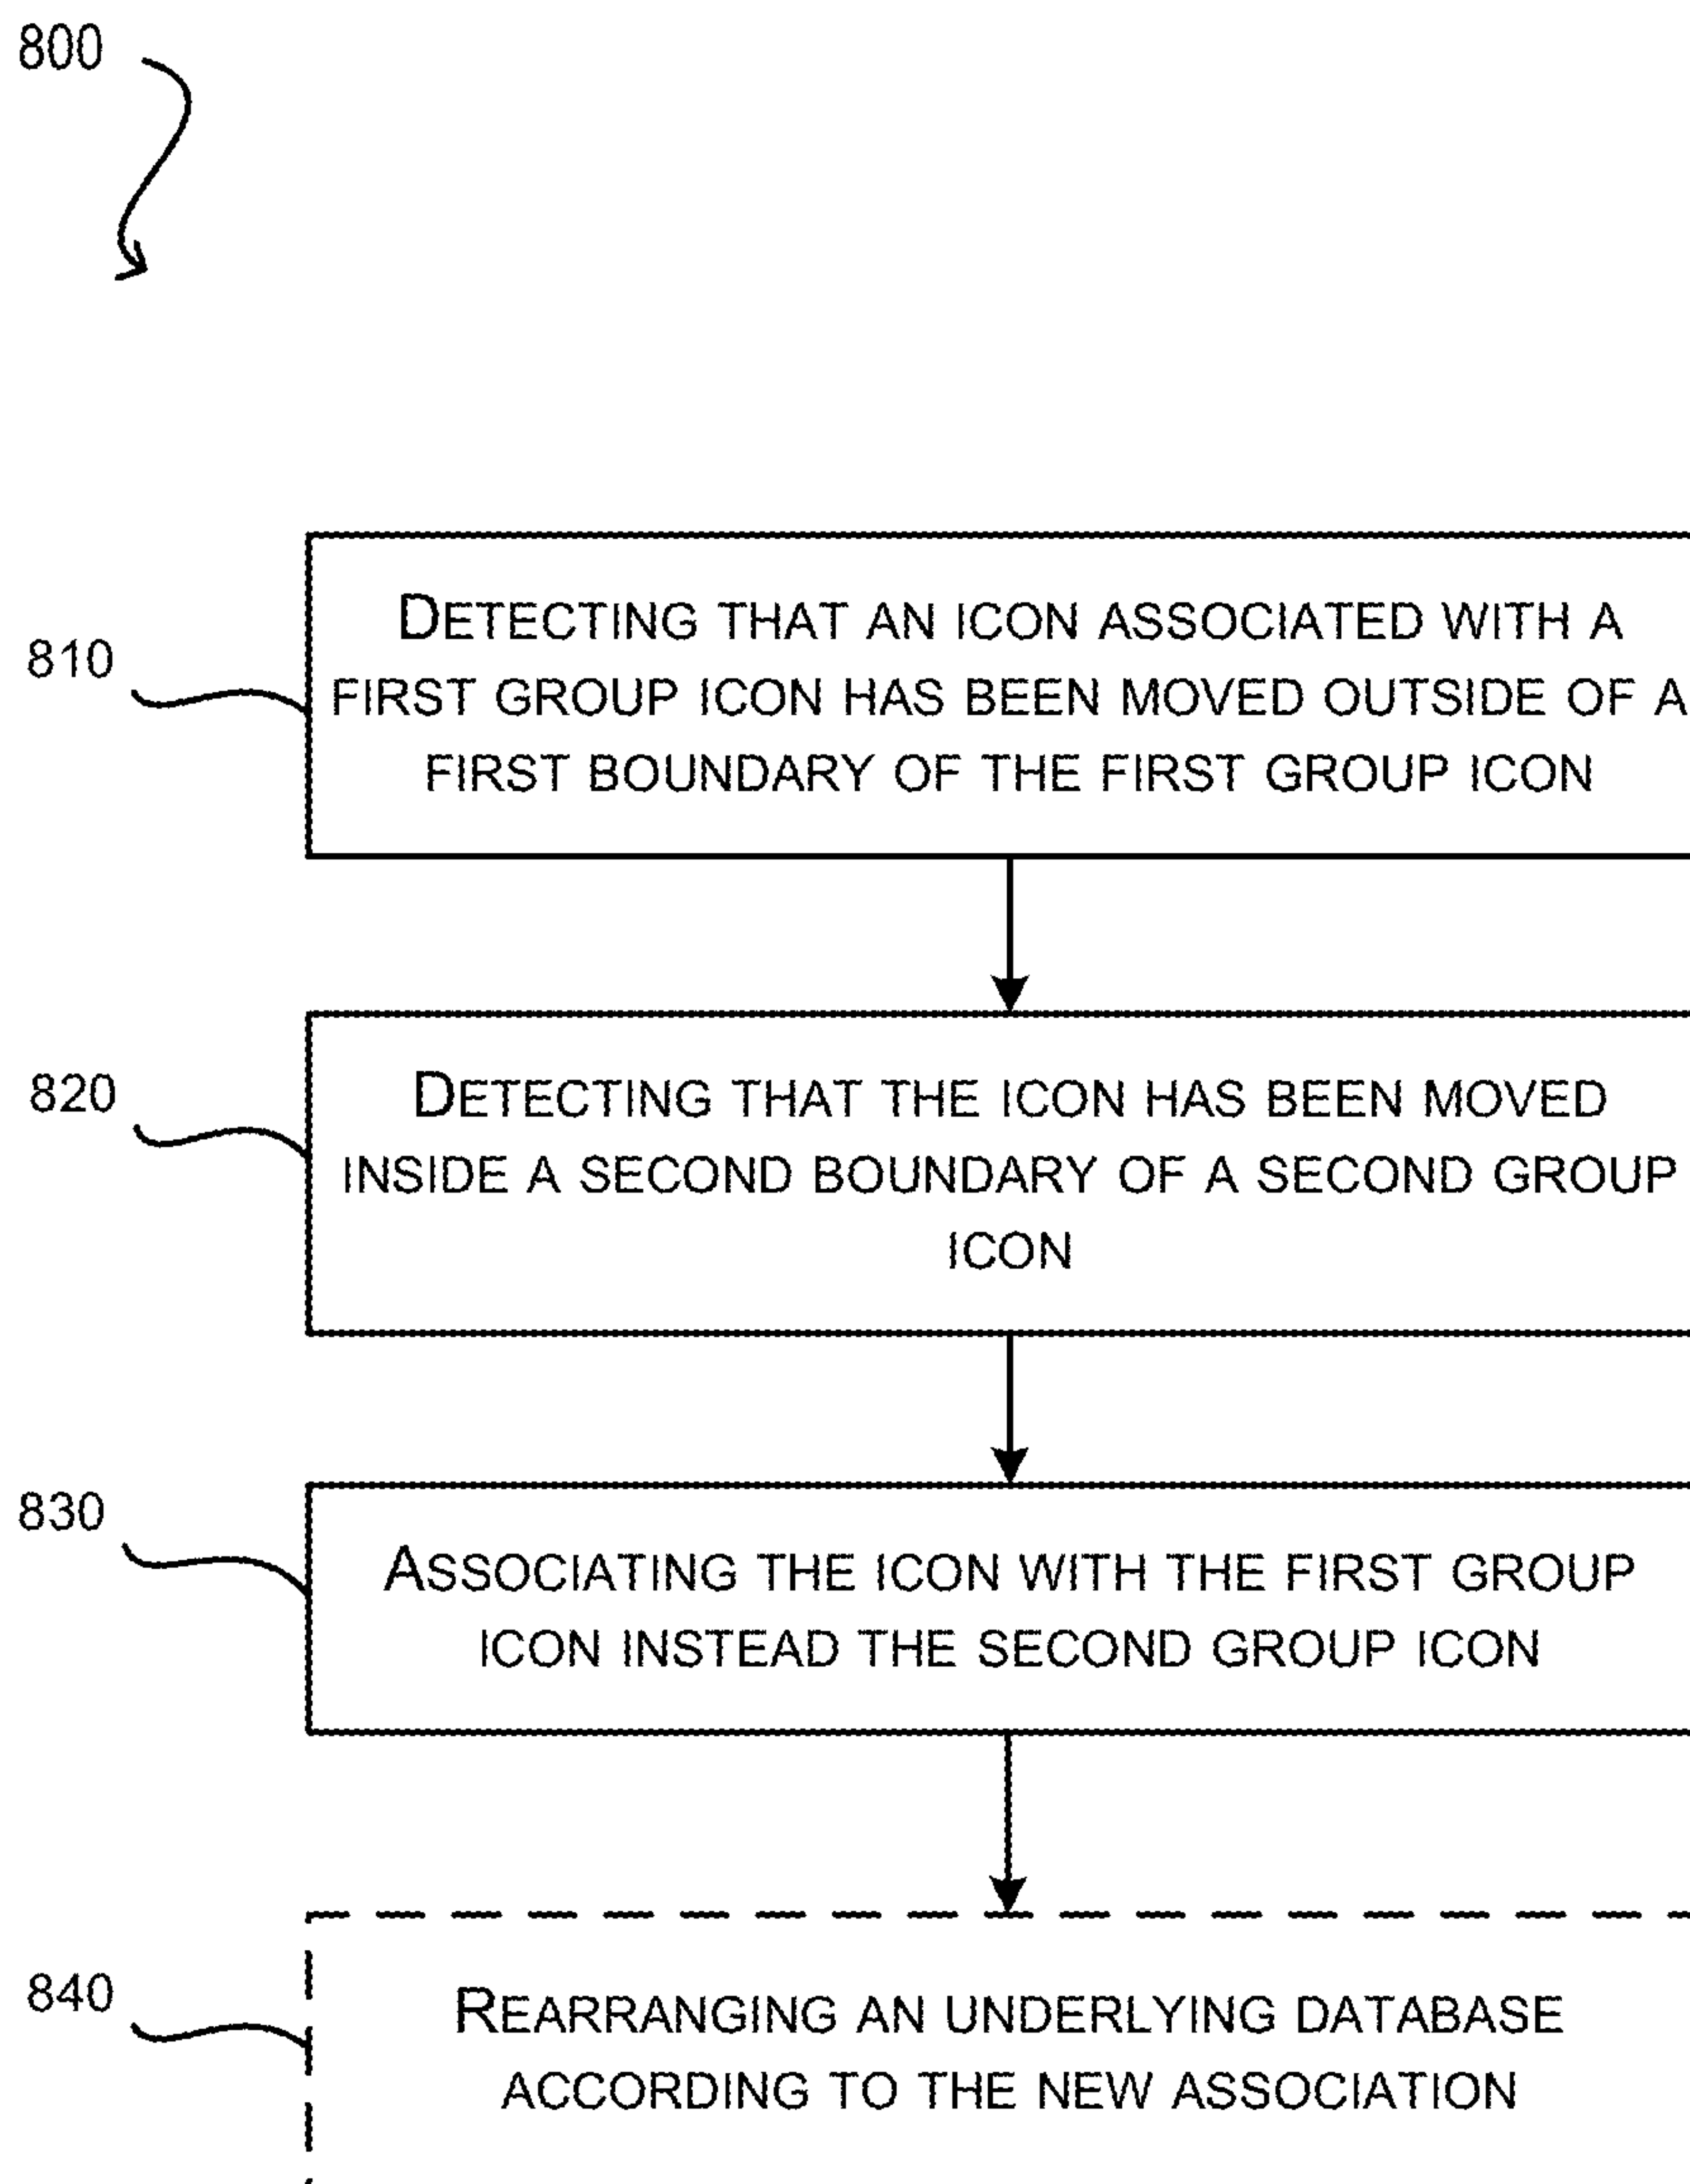 800
810
DETECTING THAT AN ICON ASSOCIATED WITH A
FIRST GROUP ICON HAS BEEN MOVED OUTSIDE OF A
FIRST BOUNDARY OF THE FIRST GROUP ICON
820
DETECTING THAT THE ICON HAS BEEN MOVED
INSIDE A SECOND BOUNDARY OF A SECOND GROUP
ICON
830
ASSOCIATING THE ICON WITH THE FIRST GROUP
ICON INSTEAD THE SECOND GROUP ICON
840
REARRANGING AN UNDERLYING DATABASE
ACCORDING TO THE NEW ASSOCIATION